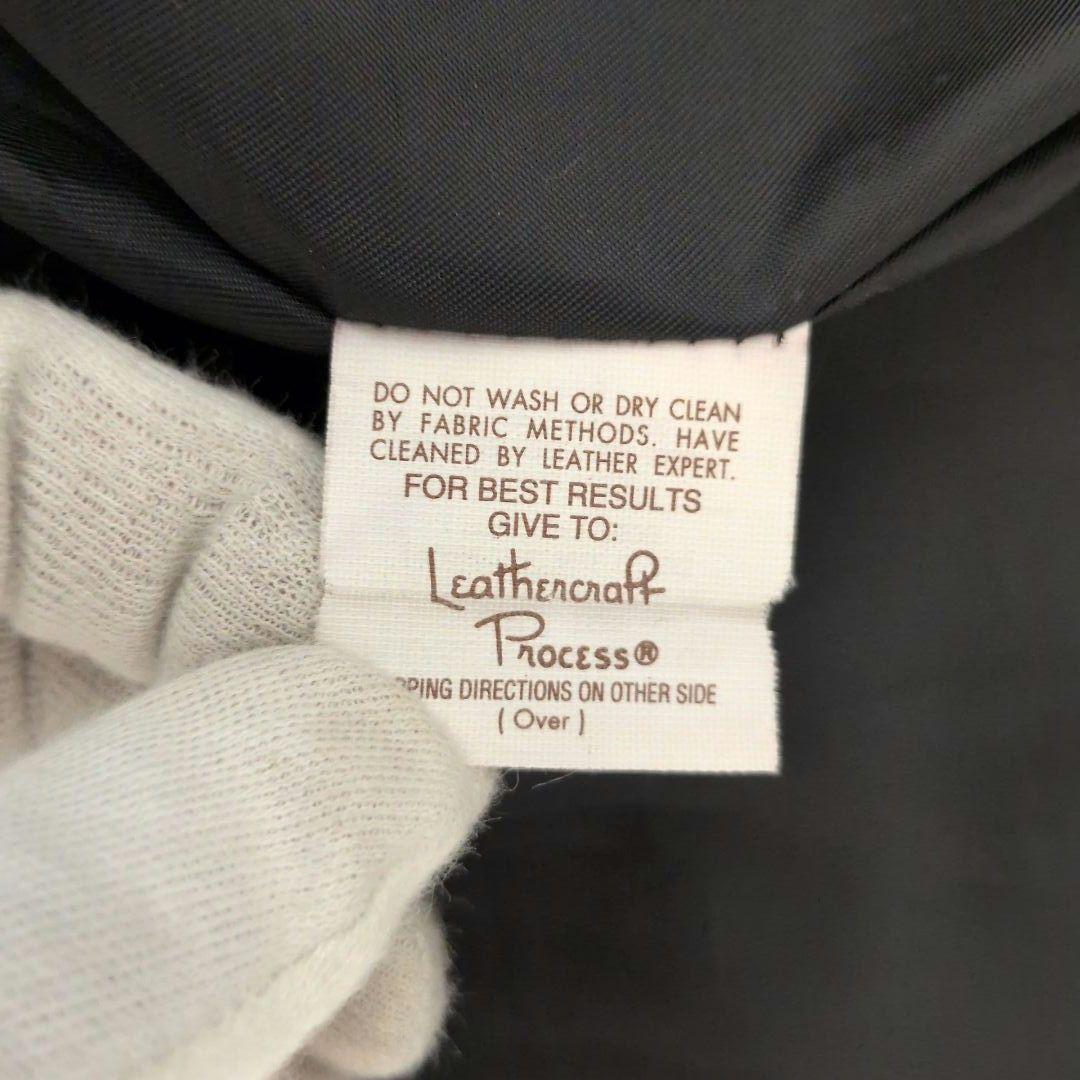 DO NOT WASH OR DRY CLEAN
BY FABRIC METHODS. HAVE
CLEANED BY LEATHER EXPERT.
FOR BEST RESULTS
GIVE TO:
Leathercraft
Process®
DIRECTIONS ON OTHER SIDE
( Over )